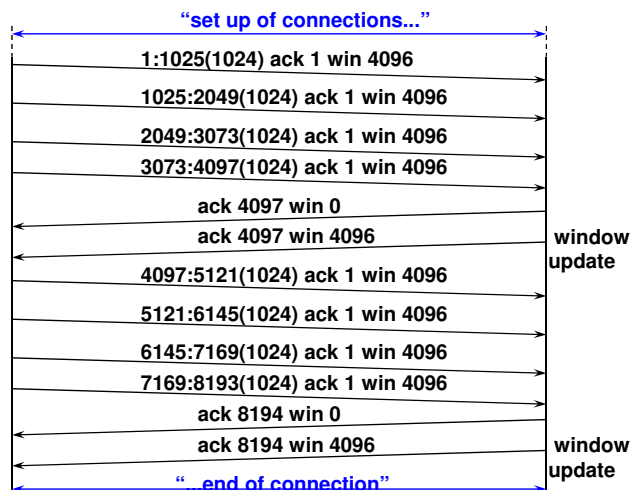 “set up of connections...”
1:1025(1024) ack 1 win 4096
1025:2049(1024) ack 1 win 4096
2049:3073(1024) ack 1 win 4096
3073:4097(1024) ack 1 win 4096
ack 4097 win 0
ack 4097 win 4096
window
update
4097:5121(1024) ack 1 win 4096
5121:6145(1024) ack 1 win 4096
6145:7169(1024) ack 1 win 4096
7169:8193(1024) ack 1 win 4096
ack 8194 win 0
ack 8194 win 4096
window
update
“...end of connection”